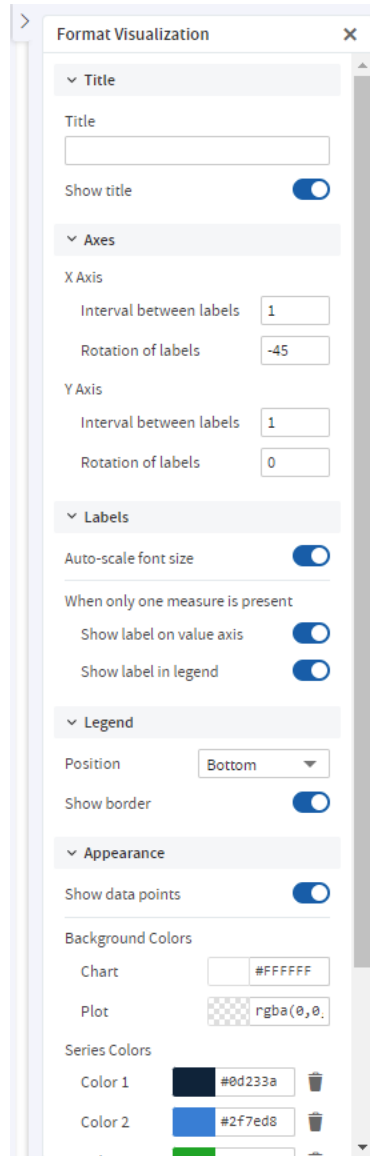 Format Visualization
Title
Title
Show title
Axes
X Axis
Interval between labels 1
Rotation of labels -45
Y Axis
Interval between labels 1
Rotation of labels 0
Labels
Auto-scale font size
When only one measure is present
Show label on value axis
Show label in legend
Legend
Position Bottom
Show border
Appearance
Show data points
Background Colors
Chart #FFFFFF
Plot rgba(0,0,
Series Colors
Color 1 #0d233a
Color 2 #2f7ed8